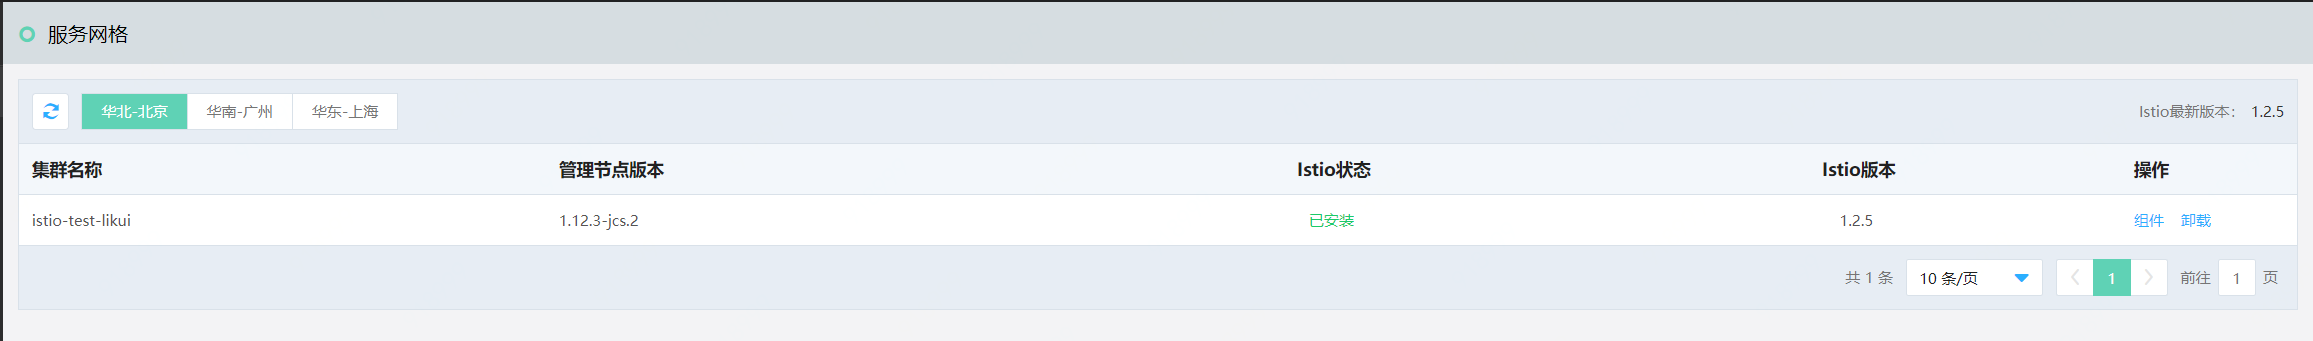 服务网格
华北-北京 华南-广州 华东-上海 Istio最新版本： 1.2.5
集群名称 管理节点版本 Istio状态 Istio版本 操作
istio-test-likui 1.12.3-jcs.2 已安装 1.2.5 组件 卸载
共 1 条 10 条/页 1 前往 1 页